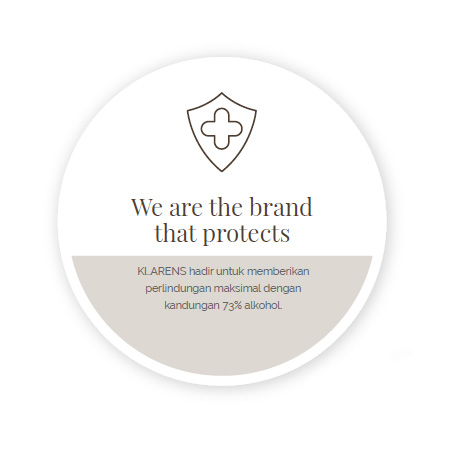 We are the brand
that protects
KLARENS hadir untuk memberikan
perlindungan maksimal dengan
kandungan 73% alkohol.